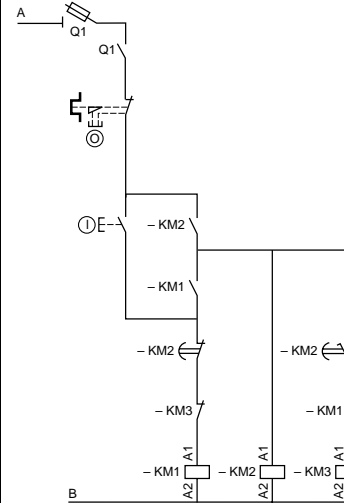 A
Q1
Q1
O
I
– KM2
– KM1
– KM2
– KM2
– KM3
– KM1
A1
A1
A1
– KM1
– KM2
– KM3
A2
A2
A2
B